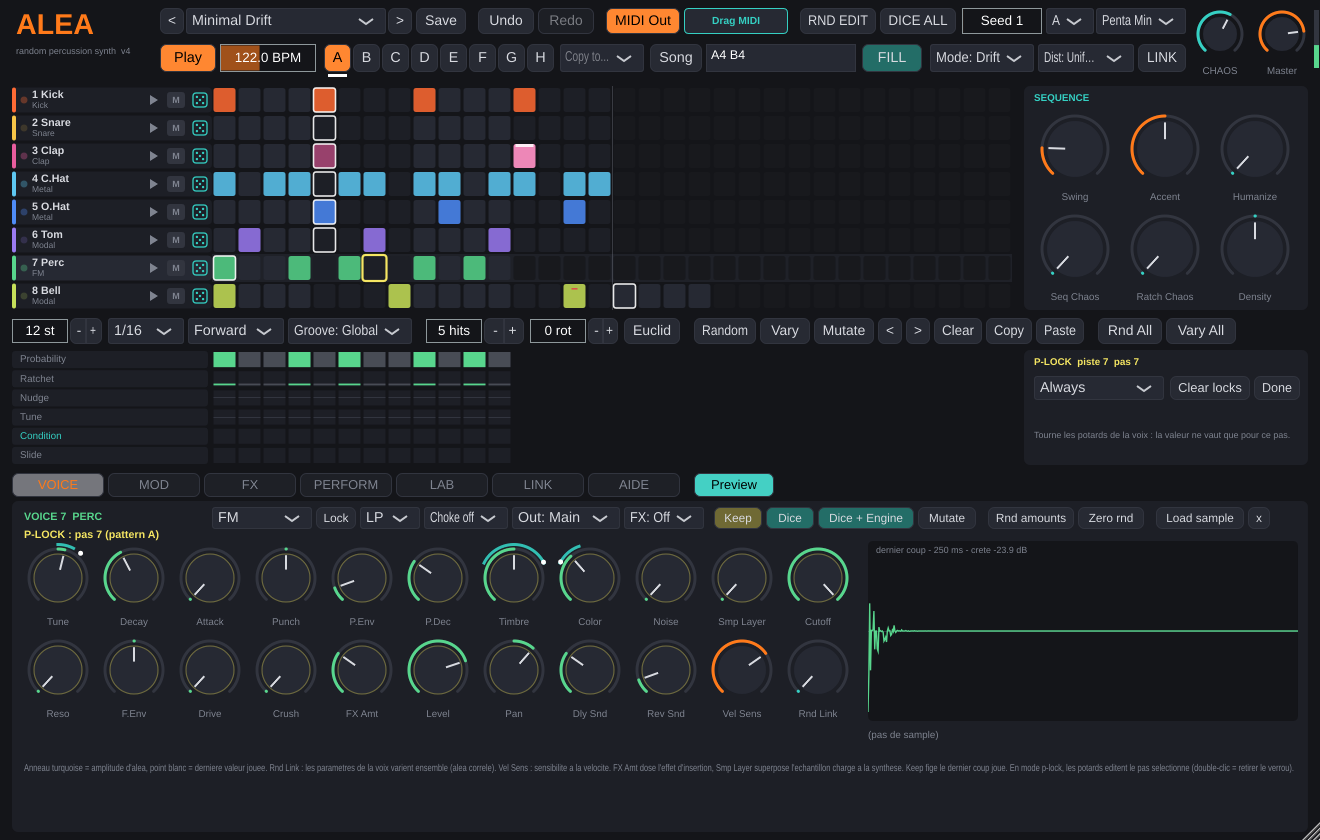 ALEA
random percussion synth v4
< Minimal Drift > Save Undo Redo MIDI Out Drag MIDI RND EDIT DICE ALL Seed 1 A Penta Min
Play 122.0 BPM A B C D E F G H Copy to... Song A4 B4 FILL Mode: Drift Dist: Unif... LINK
CHAOS Master
1 Kick
Kick
M
2 Snare
Snare
M
3 Clap
Clap
M
4 C.Hat
Metal
M
5 O.Hat
Metal
M
6 Tom
Modal
M
7 Perc
FM
M
8 Bell
Modal
M
SEQUENCE
Swing Accent Humanize
Seq Chaos Ratch Chaos Density
12 st - + 1/16 Forward Groove: Global 5 hits - + 0 rot - + Euclid Random Vary Mutate < > Clear Copy Paste Rnd All Vary All
Probability
Ratchet
Nudge
Tune
Condition
Slide
P-LOCK piste 7 pas 7
Always Clear locks Done
Tourne les potards de la voix : la valeur ne vaut que pour ce pas.
VOICE MOD FX PERFORM LAB LINK AIDE Preview
VOICE 7 PERC
FM Lock LP Choke off Out: Main FX: Off Keep Dice Dice + Engine Mutate Rnd amounts Zero rnd Load sample x
P-LOCK : pas 7 (pattern A)
dernier coup - 250 ms - crete -23.9 dB
Tune Decay Attack Punch P.Env P.Dec Timbre Color Noise Smp Layer Cutoff
Reso F.Env Drive Crush FX Amt Level Pan Dly Snd Rev Snd Vel Sens Rnd Link
(pas de sample)
Anneau turquoise = amplitude d'alea, point blanc = derniere valeur jouee. Rnd Link : les parametres de la voix varient ensemble (alea correle). Vel Sens : sensibilite a la velocite. FX Amt dose l'effet d'insertion, Smp Layer superpose l'echantillon charge a la synthese. Keep fige le dernier coup joue. En mode p-lock, les potards editent le pas selectionne (double-clic = retirer le verrou).